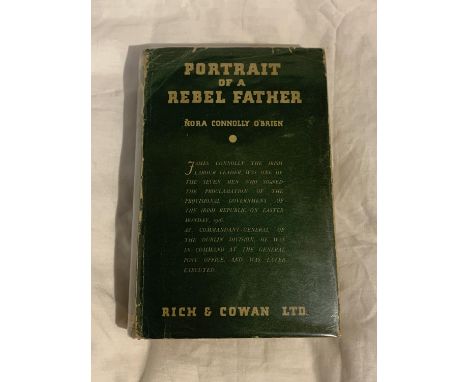 PORTRAIT
OF A
REBEL FATHER
NORA CONNOLLY O'BRIEN
JAMES CONNOLLY THE IRISH
LABOUR LEADER, WAS ONE OF
THE SEVEN MEN WHO SIGNED
THE PROCLAMATION OF THE
PROVISIONAL GOVERNMENT OF
THE IRISH REPUBLIC ON EASTER
MONDAY, 1916.
AS COMMANDANT-GENERAL OF
THE DUBLIN DIVISION, HE WAS
IN COMMAND AT THE GENERAL
POST OFFICE, AND WAS LATER
EXECUTED.
RICH & COWAN LTD.